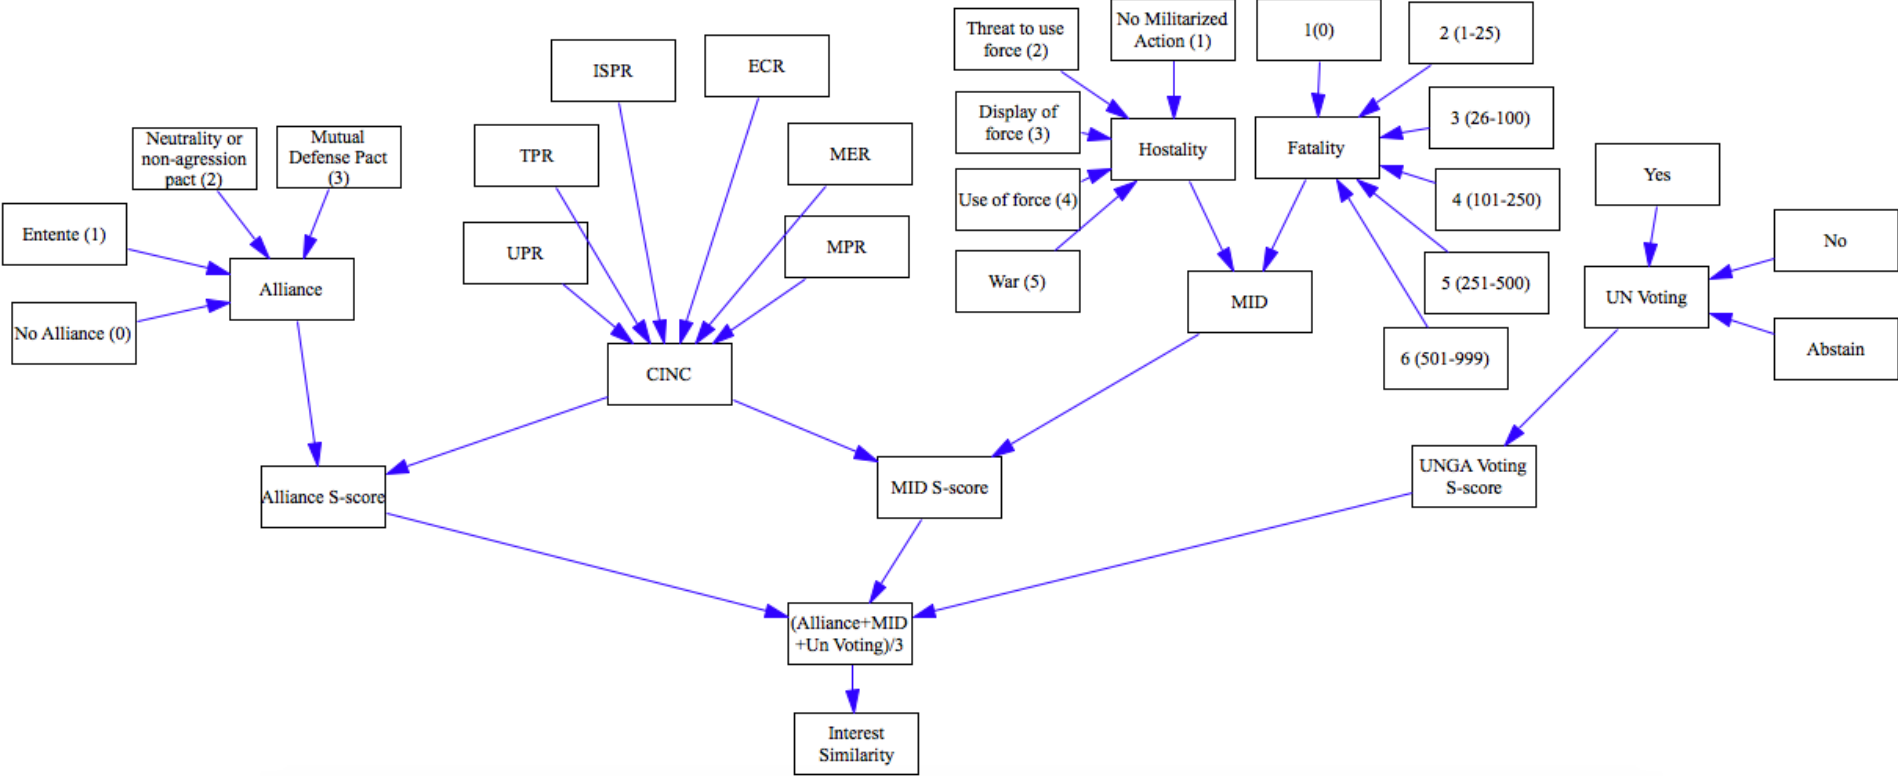 Threat to use
force (2)
No Militarized
Action (1)
1(0)
2 (1-25)
ISPR
ECR
Display of
force (3)
3 (26-100)
Neutrality or
non-agression
pact (2)
Mutual
Defense Pact
(3)
TPR
MER
Hostality
Fatality
Yes
Use of force (4)
4 (101-250)
Entente (1)
UPR
MPR
No
War (5)
5 (251-500)
Alliance
MID
UN Voting
No Alliance (0)
6 (501-999)
Abstain
CINC
Alliance S-score
MID S-score
UNGA Voting
S-score
(Alliance+MID
+Un Voting)/3
Interest
Similarity